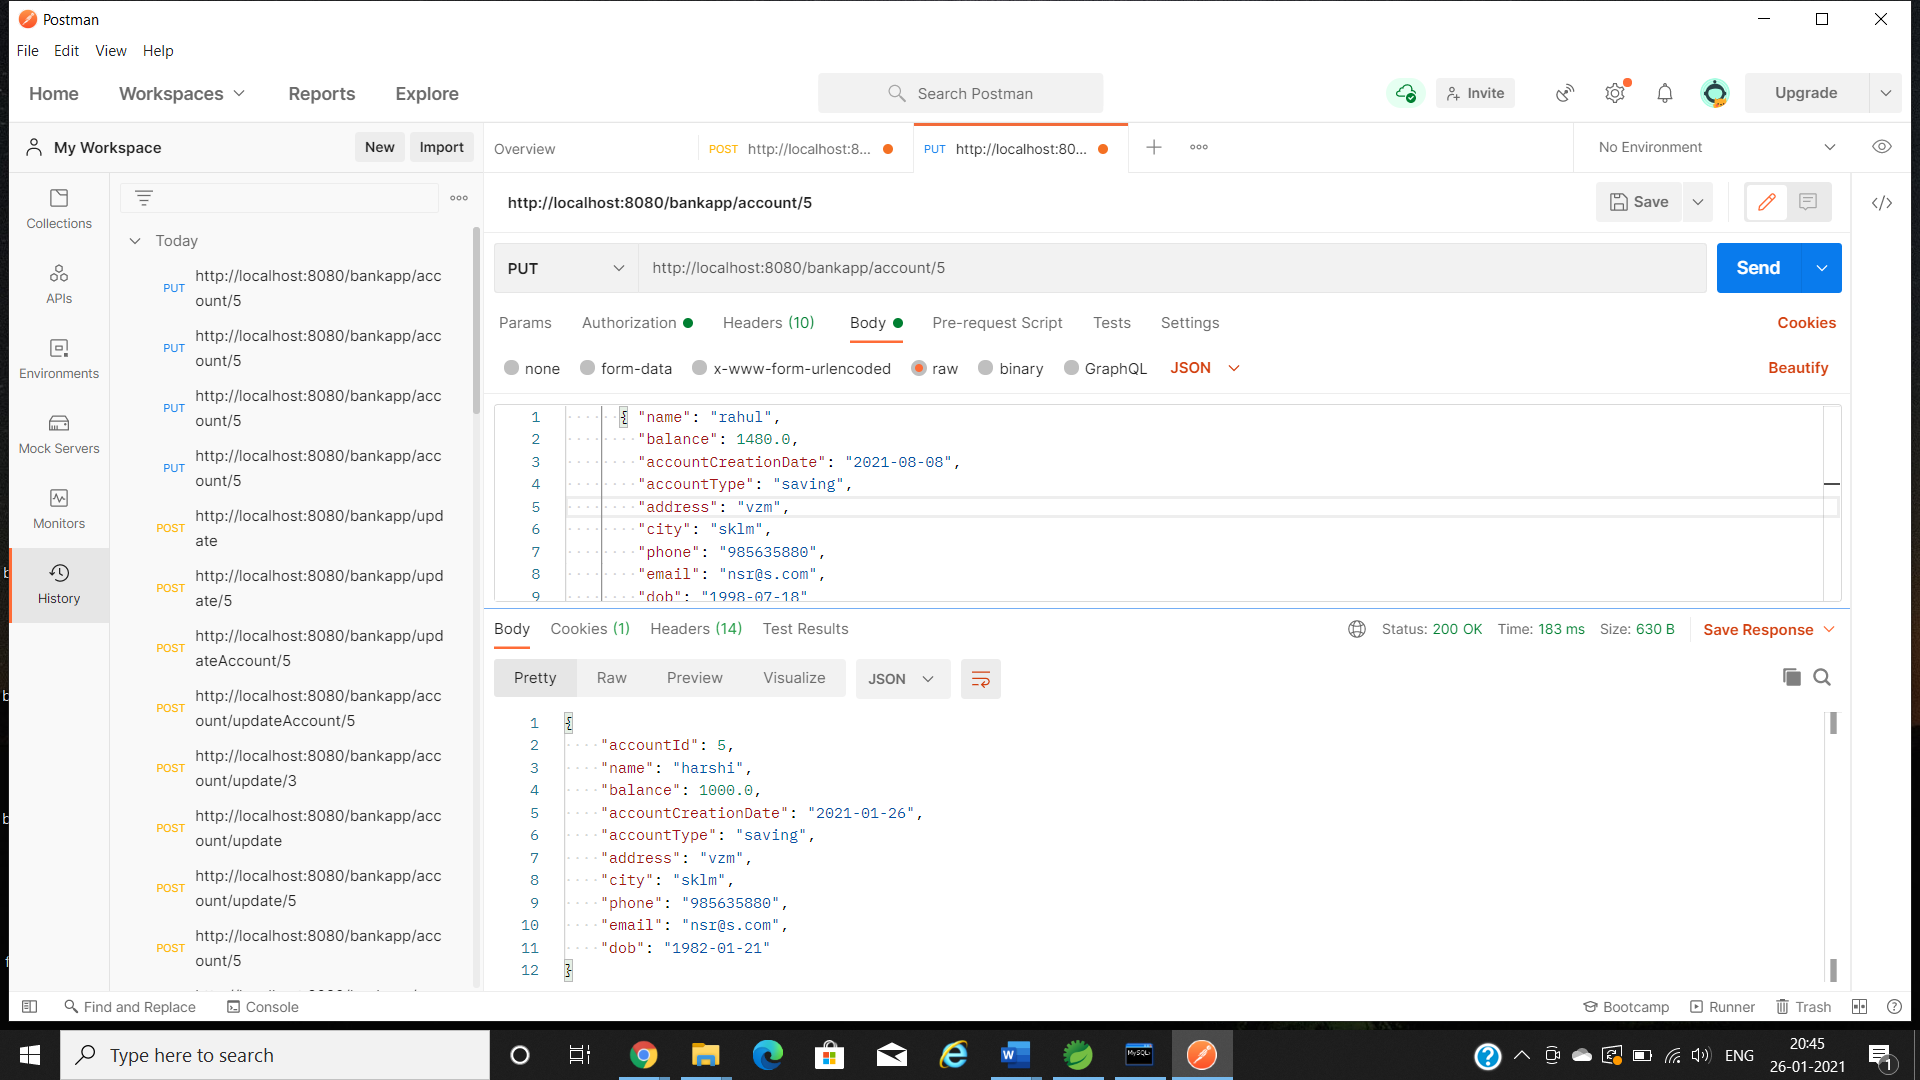 Postman
File Edit View Help
Home Workspaces Reports Explore
Search Postman
Invite
Upgrade
My Workspace
New Import
Overview
POST http://localhost:8...
PUT http://localhost:80...
No Environment
Collections
APIs
Environments
Mock Servers
Monitors
History
Today
PUT http://localhost:8080/bankapp/acc
ount/5
PUT http://localhost:8080/bankapp/acc
ount/5
PUT http://localhost:8080/bankapp/acc
ount/5
PUT http://localhost:8080/bankapp/acc
ount/5
POST http://localhost:8080/bankapp/upd
ate
POST http://localhost:8080/bankapp/upd
ate/5
POST http://localhost:8080/bankapp/upd
ateAccount/5
POST http://localhost:8080/bankapp/acc
ount/updateAccount/5
POST http://localhost:8080/bankapp/acc
ount/update/3
POST http://localhost:8080/bankapp/acc
ount/update
POST http://localhost:8080/bankapp/acc
ount/update/5
POST http://localhost:8080/bankapp/acc
ount/5
http://localhost:8080/bankapp/account/5
Save
PUT http://localhost:8080/bankapp/account/5
Send
Params Authorization Headers (10) Body Pre-request Script Tests Settings Cookies
none form-data x-www-form-urlencoded raw binary GraphQL JSON Beautify
1 { "name": "rahul",
2 "balance": 1480.0,
3 "accountCreationDate": "2021-08-08",
4 "accountType": "saving",
5 "address": "vzm",
6 "city": "sklm",
7 "phone": "985635880",
8 "email": "nsr@s.com",
9 "dob": "1998-07-18"
Body Cookies (1) Headers (14) Test Results Status: 200 OK Time: 183 ms Size: 630 B Save Response
Pretty Raw Preview Visualize JSON
1 {
2 "accountId": 5,
3 "name": "harshi",
4 "balance": 1000.0,
5 "accountCreationDate": "2021-01-26",
6 "accountType": "saving",
7 "address": "vzm",
8 "city": "sklm",
9 "phone": "985635880",
10 "email": "nsr@s.com",
11 "dob": "1982-01-21"
12 }
Find and Replace Console Bootcamp Runner Trash
Type here to search
ENG
20:45
26-01-2021
1